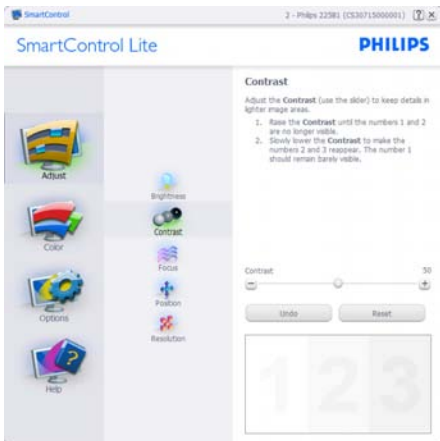 SmartControl
2 - Philips 225B1 (CS30715000001)
SmartControl Lite
PHILIPS
Contrast
Adjust the Contrast (use the slider) to keep details in
lighter image areas.
1. Raise the Contrast until the numbers 1 and 2
are no longer visible.
2. Slowly lower the Contrast to make the
numbers 2 and 3 reappear. The number 1
should remain barely visible.
Adjust
Color
Options
Help
Brightness
Contrast
Focus
Position
Resolution
Contrast 50
Undo Reset
1 2 3